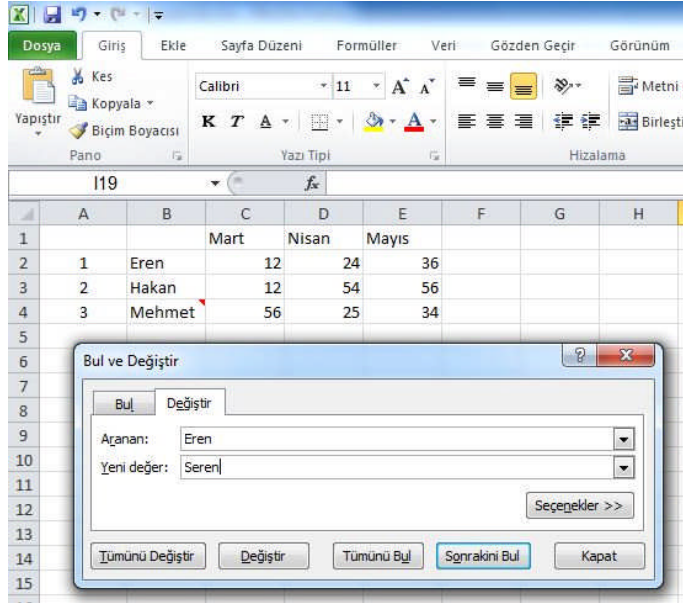 Dosya Giriş Ekle Sayfa Düzeni Formüller Veri Gözden Geçir Görünüm
Kes
Kopyala
Yapıştır
Biçim Boyacısı
Calibri 11 A A
K T A A
Metni
Birleşti
Pano Yazı Tipi Hizalama
I19 fx
A B C D E F G H
1 Mart Nisan Mayıs
2 1 Eren 12 24 36
3 2 Hakan 12 54 56
4 3 Mehmet 56 25 34
5
6 Bul ve Değiştir
7
8 Bul Değiştir
9 Aranan: Eren
10 Yeni değer: Seren
11
12 Seçenekler >>
13
14 Tümünü Değiştir Değiştir Tümünü Bul Sonrakini Bul Kapat
15